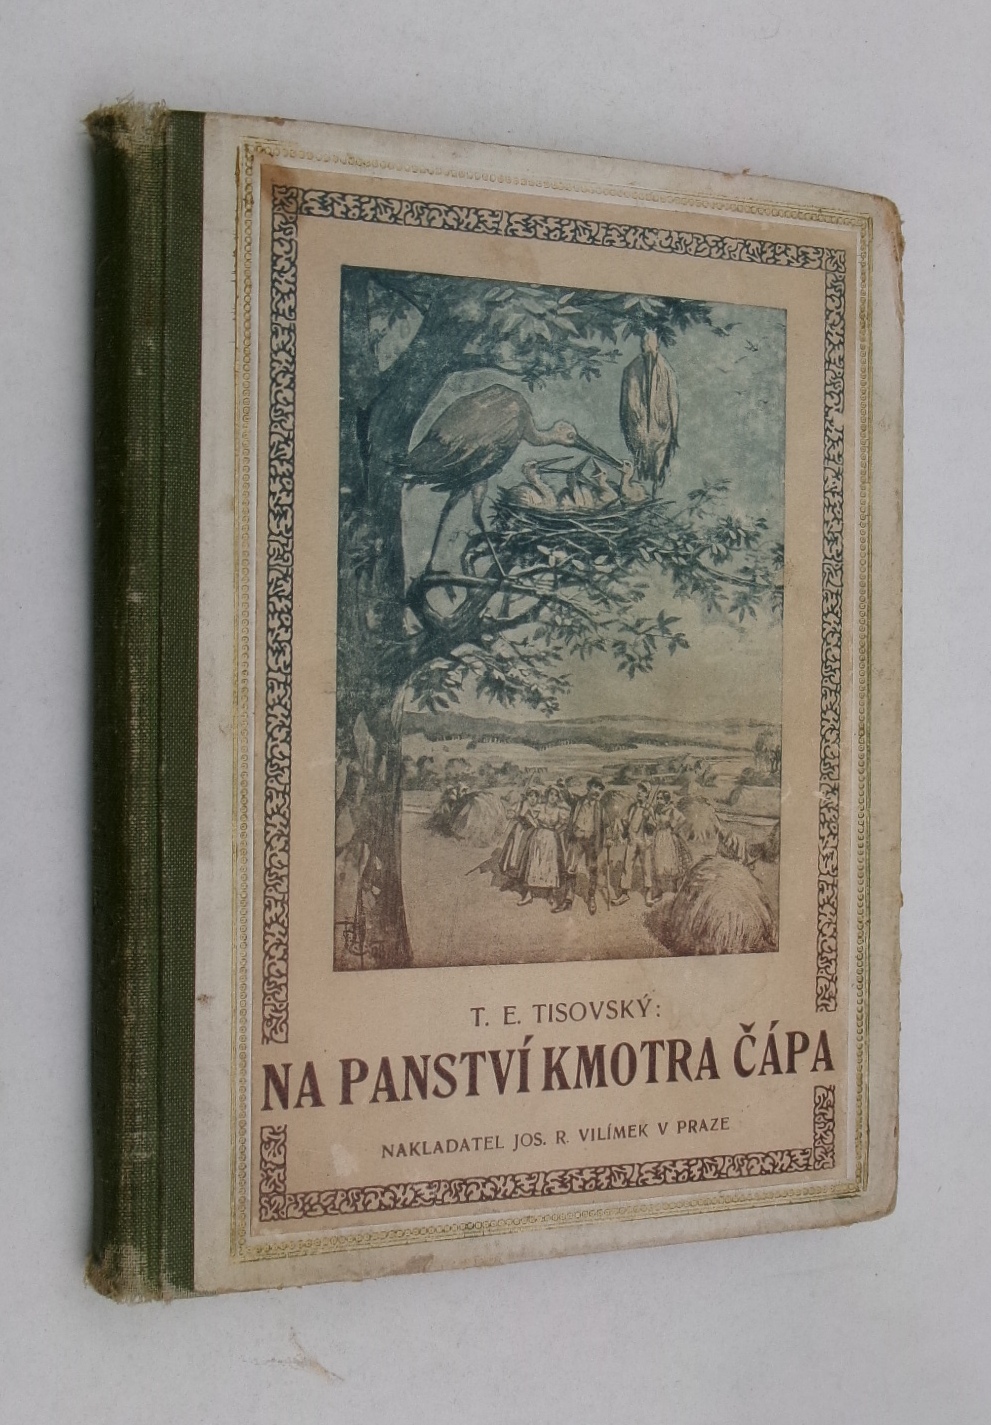 T. E. TISOVSKÝ:
NA PANSTVÍ KMOTRA ČÁPA
NAKLADATEL JOS. R. VILÍMEK V PRAZE